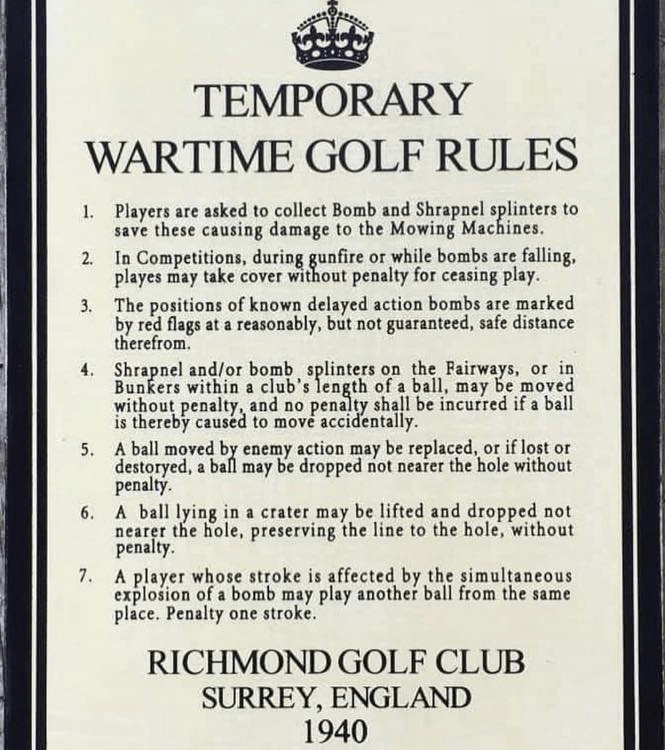 TEMPORARY
WARTIME GOLF RULES
1. Players are asked to collect Bomb and Shrapnel splinters to
save these causing damage to the Mowing Machines.
2. In Competitions, during gunfire or while bombs are falling,
playes may take cover without penalty for ceasing play.
3. The positions of known delayed action bombs are marked
by red flags at a reasonably, but not guaranteed, safe distance
therefrom.
4. Shrapnel and/or bomb splinters on the Fairways, or in
Bunkers within a club's length of a ball, may be moved
without penalty, and no penalty shall be incurred if a ball
is thereby caused to move accidentally.
5. A ball moved by enemy action may be replaced, or if lost or
destoryed, a ball may be dropped not nearer the hole without
penalty.
6. A ball lying in a crater may be lifted and dropped not
nearer the hole, preserving the line to the hole, without
penalty.
7. A player whose stroke is affected by the simultaneous
explosion of a bomb may play another ball from the same
place. Penalty one stroke.
RICHMOND GOLF CLUB
SURREY, ENGLAND
1940